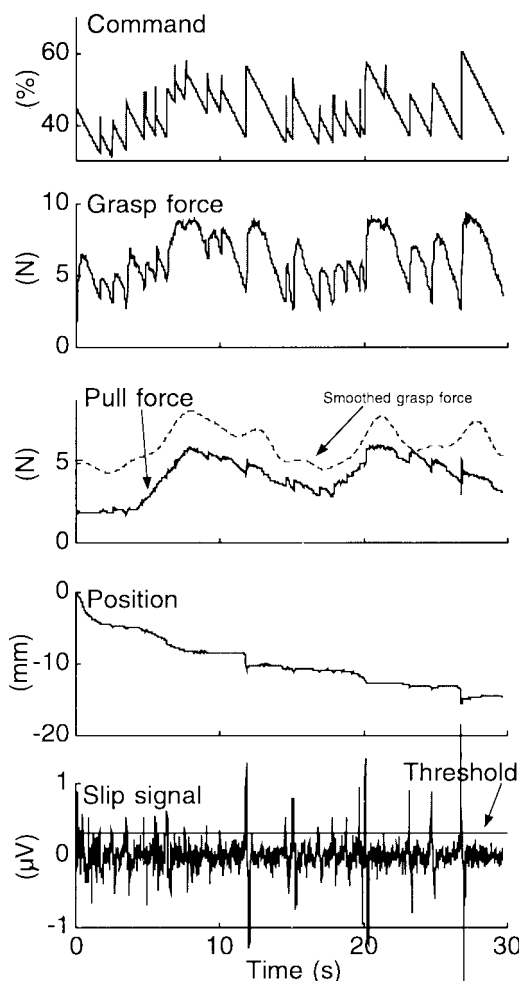 Command
60
(%)
40
Grasp force
10
(N)
5
0
Pull force
Smoothed grasp force
(N)
5
0
0
Position
(mm)
-10
-20
Threshold
1
Slip signal
(µV)
0
-1
0 10 20 30
Time (s)